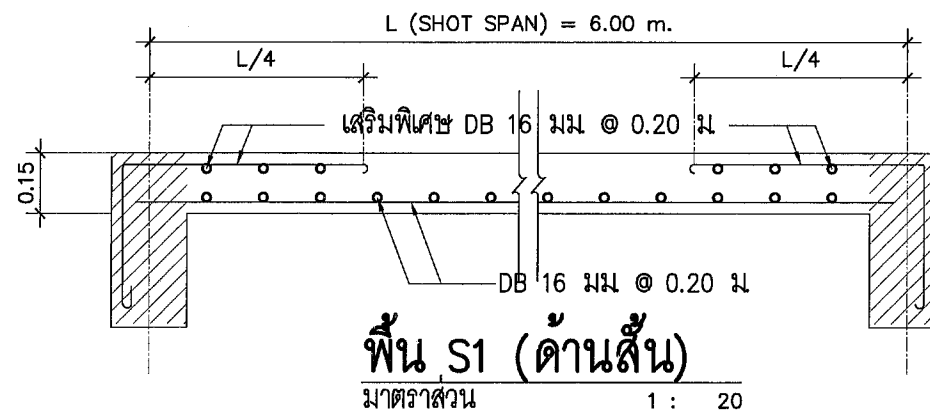 L (SHOT SPAN) = 6.00 m.
L/4
L/4
เสริมพิเศษ DB 16 มม @ 0.20 ม
0.15
DB 16 มม @ 0.20 ม
พื้น S1 (ด้านสั้น)
มาตราส่วน 1 : 20